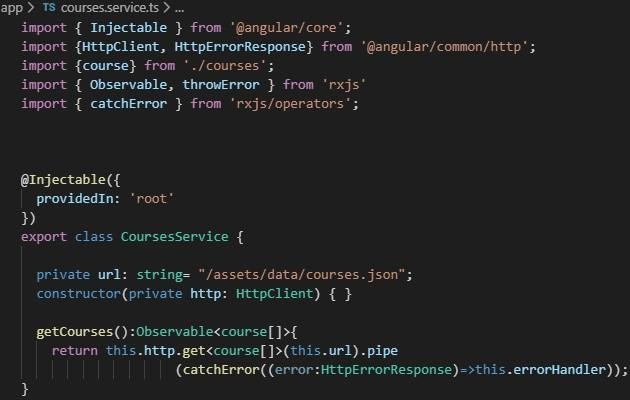 app > TS courses.service.ts > ...
import { Injectable } from '@angular/core';
import {HttpClient, HttpErrorResponse} from '@angular/common/http';
import {course} from './courses';
import { Observable, throwError } from 'rxjs'
import { catchError } from 'rxjs/operators';
@Injectable({
providedIn: 'root'
})
export class CoursesService {
private url: string= "/assets/data/courses.json";
constructor(private http: HttpClient) { }
getCourses():Observable<course[]>{
return this.http.get<course[]>(this.url).pipe
(catchError((error:HttpErrorResponse)=>this.errorHandler));
}